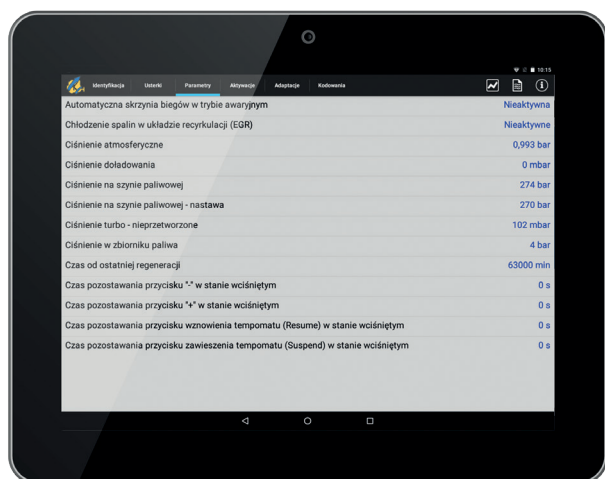 10:15
Identyfikacja Usterki Parametry Aktywacje Adaptacje Kodowania
Automatyczna skrzynia biegów w trybie awaryjnym Nieaktywna
Chłodzenie spalin w układzie recyrkulacji (EGR) Nieaktywne
Ciśnienie atmosferyczne 0,993 bar
Ciśnienie doładowania 0 mbar
Ciśnienie na szynie paliwowej 274 bar
Ciśnienie na szynie paliwowej - nastawa 270 bar
Ciśnienie turbo - nieprzetworzone 102 mbar
Ciśnienie w zbiorniku paliwa 4 bar
Czas od ostatniej regeneracji 63000 min
Czas pozostawania przycisku "-" w stanie wciśniętym 0 s
Czas pozostawania przycisku "+" w stanie wciśniętym 0 s
Czas pozostawania przycisku wznowienia tempomatu (Resume) w stanie wciśniętym 0 s
Czas pozostawania przycisku zawieszenia tempomatu (Suspend) w stanie wciśniętym 0 s